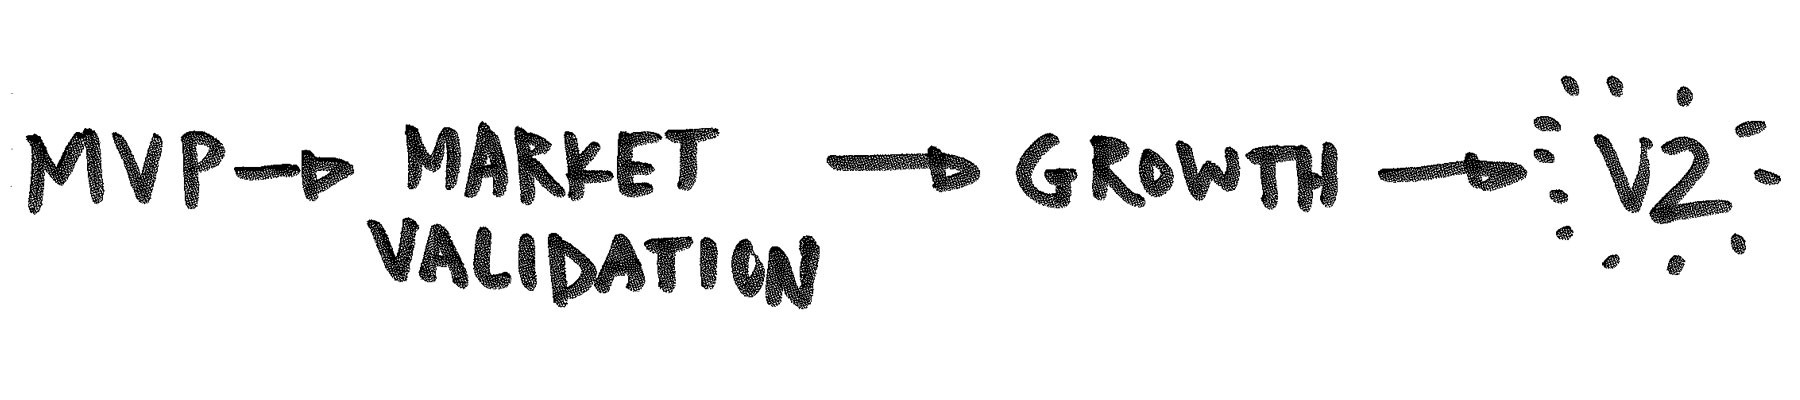 MVP → MARKET → GROWTH → V2
VALIDATION